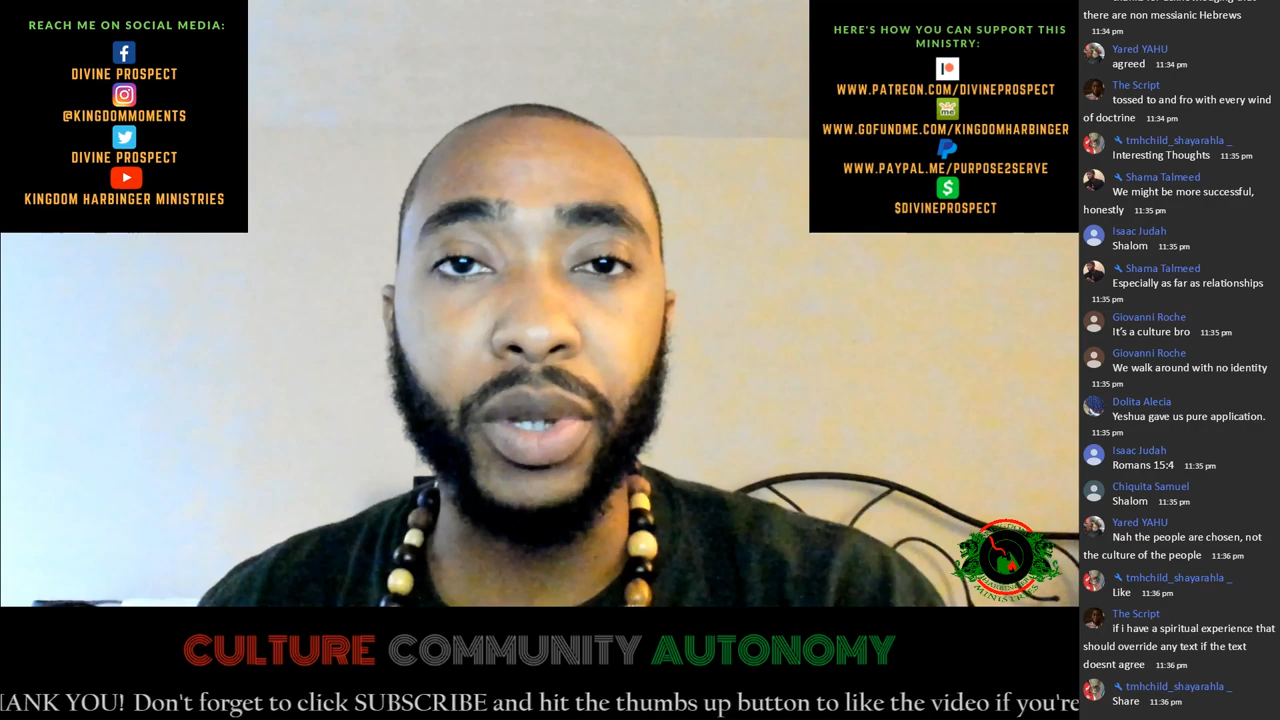 REACH ME ON SOCIAL MEDIA:
DIVINE PROSPECT
@KINGDOMMOMENTS
DIVINE PROSPECT
KINGDOM HARBINGER MINISTRIES
HERE'S HOW YOU CAN SUPPORT THIS
MINISTRY:
WWW.PATREON.COM/DIVINEPROSPECT
me
WWW.GOFUNDME.COM/KINGDOMHARBINGER
WWW.PAYPAL.ME/PURPOSE2SERVE
$
$DIVINEPROSPECT
MINISTRIES
CULTURE COMMUNITY AUTONOMY
ANK YOU! Don't forget to click SUBSCRIBE and hit the thumbs up button to like the video if you're
there are non messianic Hebrews
11:34 pm
Yared YAHU
agreed 11:34 pm
The Script
tossed to and fro with every wind
of doctrine 11:34 pm
tmhchild_shayarahla _
Interesting Thoughts 11:35 pm
Shama Talmeed
We might be more successful,
honestly 11:35 pm
Isaac Judah
Shalom 11:35 pm
Shama Talmeed
Especially as far as relationships
11:35 pm
Giovanni Roche
It's a culture bro 11:35 pm
Giovanni Roche
We walk around with no identity
11:35 pm
Dolita Alecia
Yeshua gave us pure application.
11:35 pm
Isaac Judah
Romans 15:4 11:35 pm
Chiquita Samuel
Shalom 11:35 pm
Yared YAHU
Nah the people are chosen, not
the culture of the people 11:36 pm
tmhchild_shayarahla _
Like 11:36 pm
The Script
if i have a spiritual experience that
should override any text if the text
doesnt agree 11:36 pm
tmhchild_shayarahla _
Share 11:36 pm